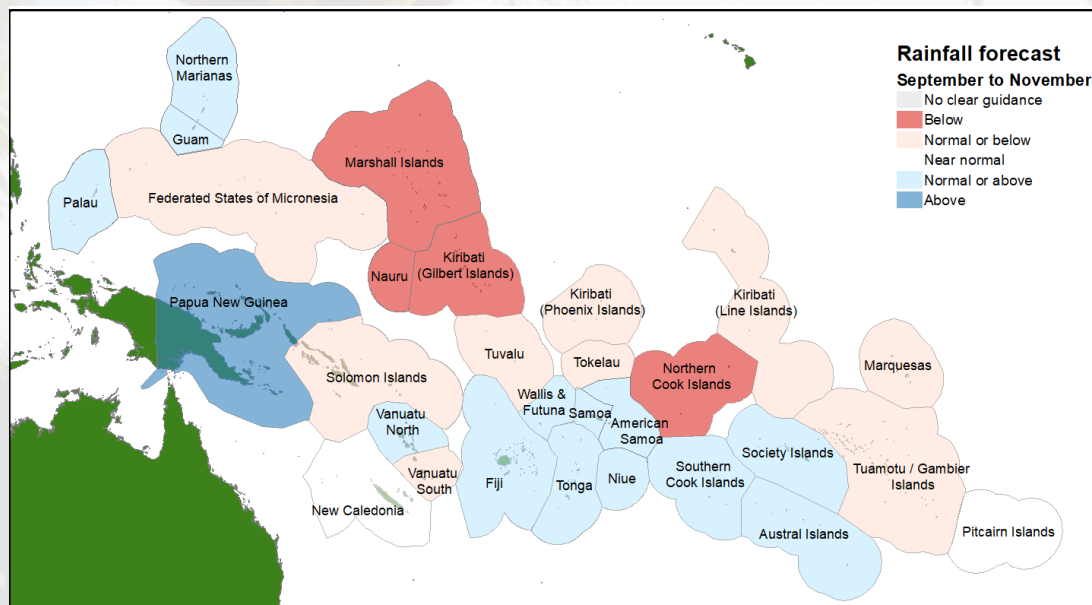 Rainfall forecast
September to November
No clear guidance
Below
Normal or below
Near normal
Normal or above
Above
Northern
Marianas
Guam
Palau
Federated States of Micronesia
Marshall Islands
Nauru
Kiribati
(Gilbert Islands)
Papua New Guinea
Kiribati
(Phoenix Islands)
Kiribati
(Line Islands)
Tuvalu
Tokelau
Northern
Cook Islands
Marquesas
Solomon Islands
Wallis &
Futuna
Samoa
American
Samoa
Vanuatu
North
Vanuatu
South
Fiji
Tonga
Niue
Southern
Cook Islands
Society Islands
Tuamotu / Gambier
Islands
New Caledonia
Austral Islands
Pitcairn Islands